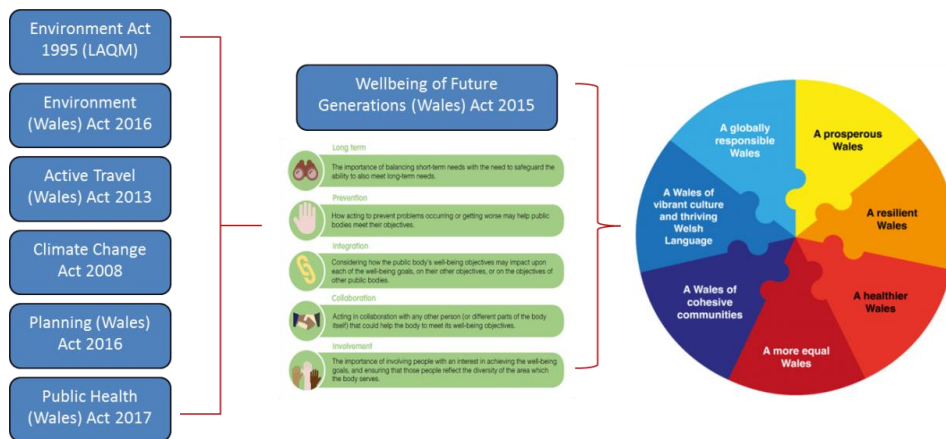 Environment Act
1995 (LAQM)
Environment
(Wales) Act 2016
Active Travel
(Wales) Act 2013
Climate Change
Act 2008
Planning (Wales)
Act 2016
Public Health
(Wales) Act 2017
Wellbeing of Future
Generations (Wales) Act 2015
Long term
The importance of balancing short-term needs with the need to safeguard the
ability to also meet long-term needs.
Prevention
How acting to prevent problems occurring or getting worse may help public
bodies meet their objectives.
Integration
Considering how the public body's well-being objectives may impact upon
each of the well-being goals, on their other objectives, or on the objectives of
other public bodies.
Collaboration
Acting in collaboration with any other person (or different parts of the body
itself) that could help the body to meet its well-being objectives.
Involvement
The importance of involving people with an interest in achieving the well-being
goals, and ensuring that those people reflect the diversity of the area which
the body serves.
A prosperous
Wales
A resilient
Wales
A healthier
Wales
A more equal
Wales
A Wales of
cohesive
communities
A Wales of
vibrant culture
and thriving
Welsh
Language
A globally
responsible
Wales